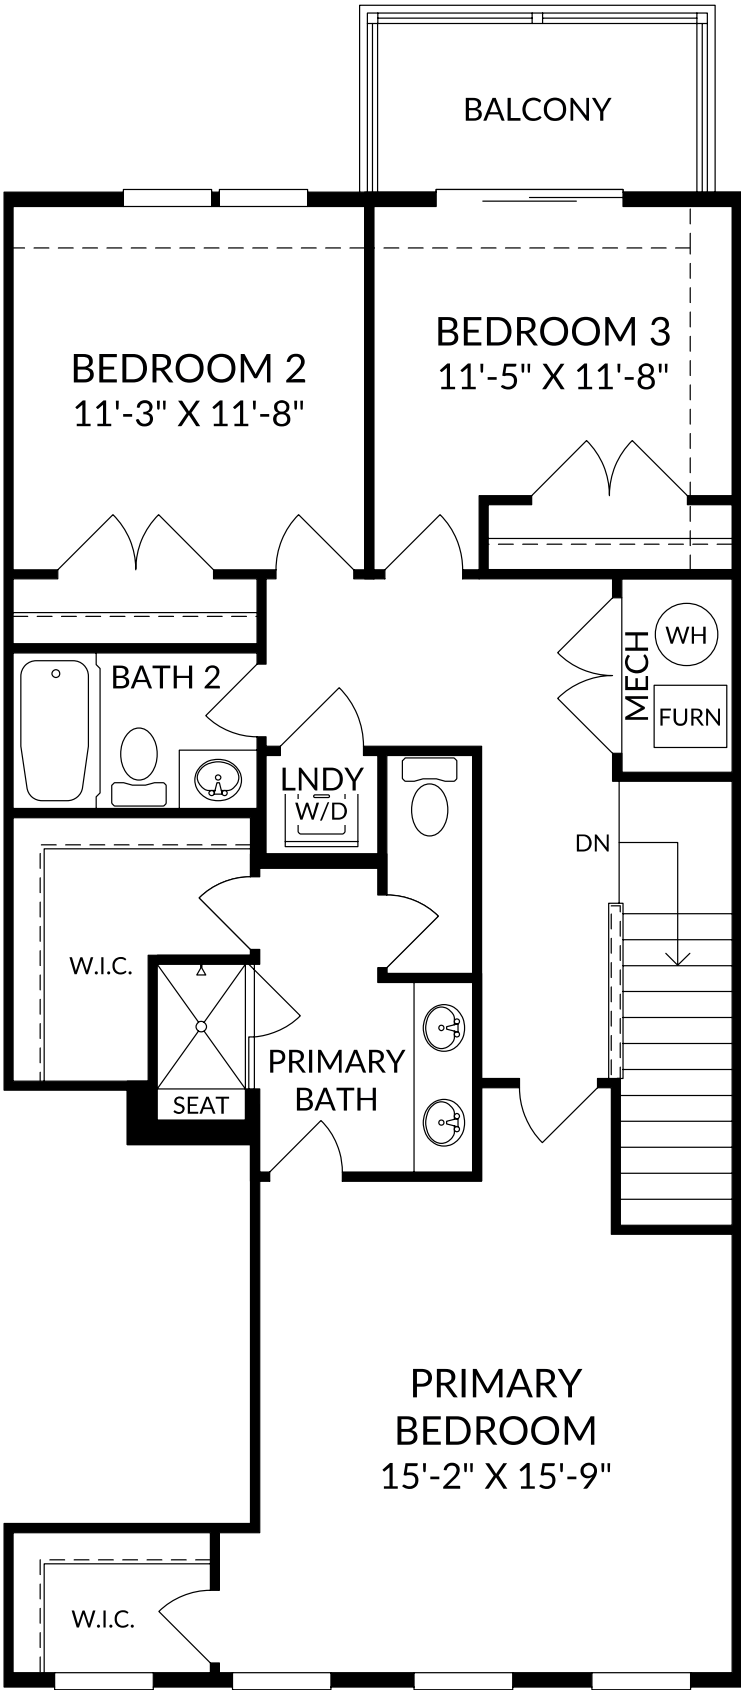 BALCONY
BEDROOM 2
11'-3" X 11'-8"
BEDROOM 3
11'-5" X 11'-8"
BATH 2
MECH
WH
FURN
LNDY
W/D
DN
W.I.C.
PRIMARY
BATH
SEAT
PRIMARY
BEDROOM
15'-2" X 15'-9"
W.I.C.